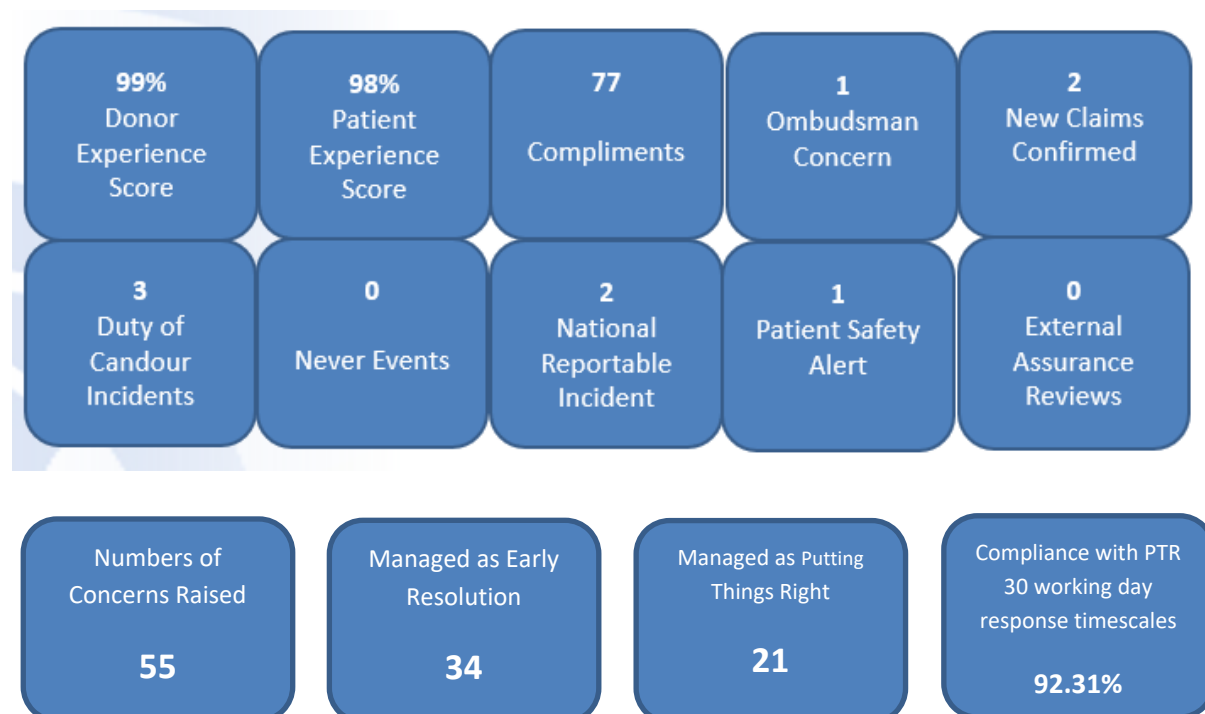 99%
Donor
Experience
Score
98%
Patient
Experience
Score
77
Compliments
1
Ombudsman
Concern
2
New Claims
Confirmed
3
Duty of
Candour
Incidents
0
Never Events
2
National
Reportable
Incident
1
Patient Safety
Alert
0
External
Assurance
Reviews
Numbers of
Concerns Raised
55
Managed as Early
Resolution
34
Managed as Putting
Things Right
21
Compliance with PTR
30 working day
response timescales
92.31%